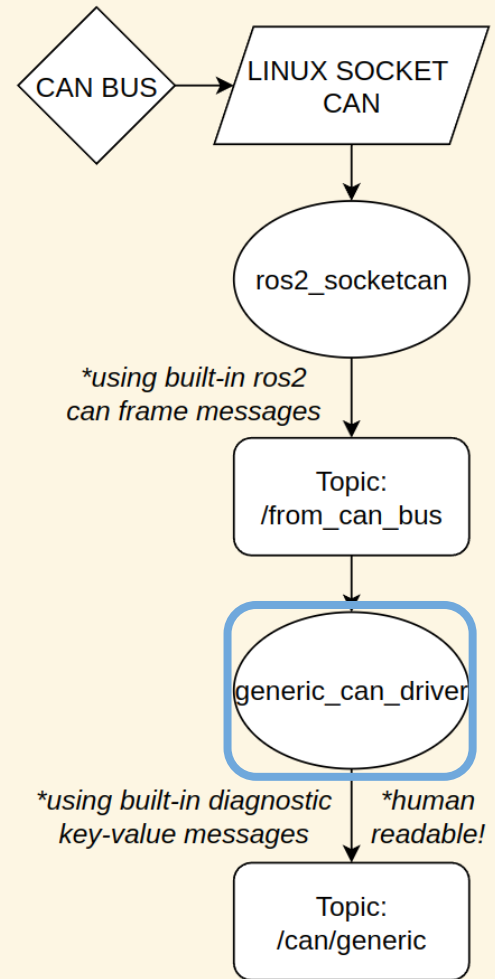 CAN BUS
LINUX SOCKET
CAN
ros2_socketcan
*using built-in ros2
can frame messages
Topic:
/from_can_bus
generic_can_driver
*using built-in diagnostic
key-value messages
*human
readable!
Topic:
/can/generic